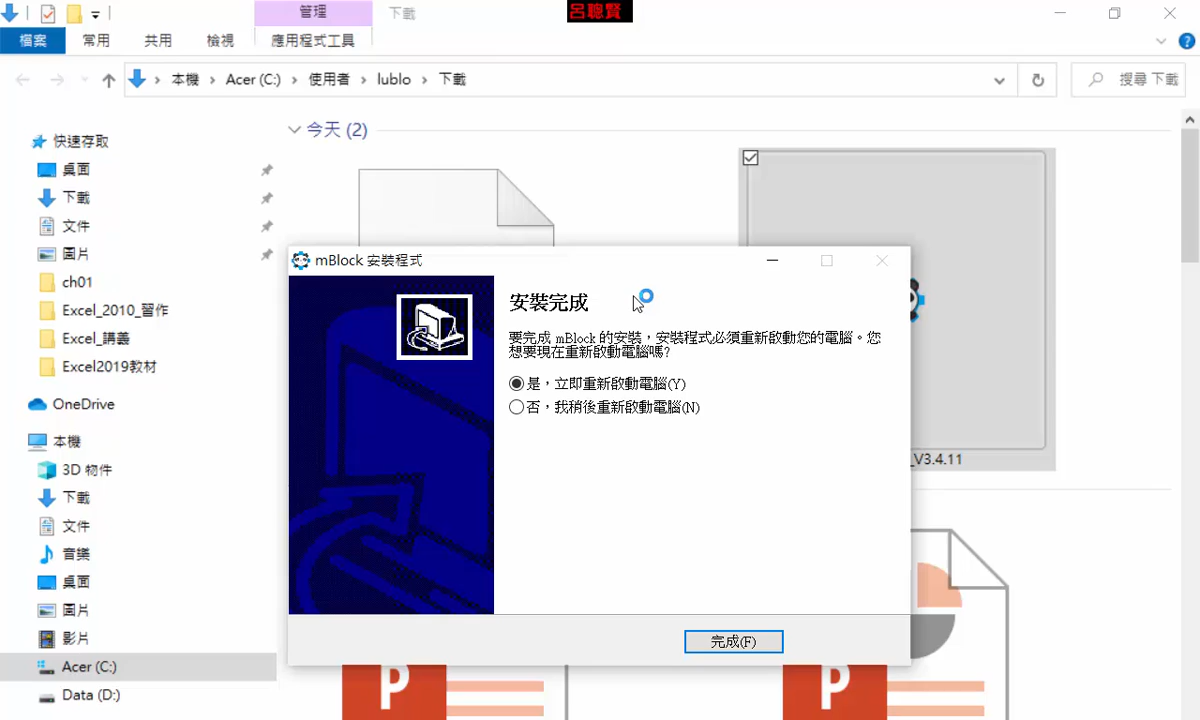 管理
下載
呂聰賢
檔案
常用
共用
檢視
應用程式工具
本機 › Acer (C:) › 使用者 › lublo › 下載
搜尋 下載
快速存取
桌面
下載
文件
圖片
ch01
Excel_2010_習作
Excel_講義
Excel2019教材
OneDrive
本機
3D 物件
下載
文件
音樂
桌面
圖片
影片
Acer (C:)
Data (D:)
今天 (2)
_V3.4.11
mBlock 安裝程式
安裝完成
要完成 mBlock 的安裝，安裝程式必須重新啟動您的電腦。您
想要現在重新啟動電腦嗎?
是，立即重新啟動電腦(Y)
否，我稍後重新啟動電腦(N)
完成(F)
P
P